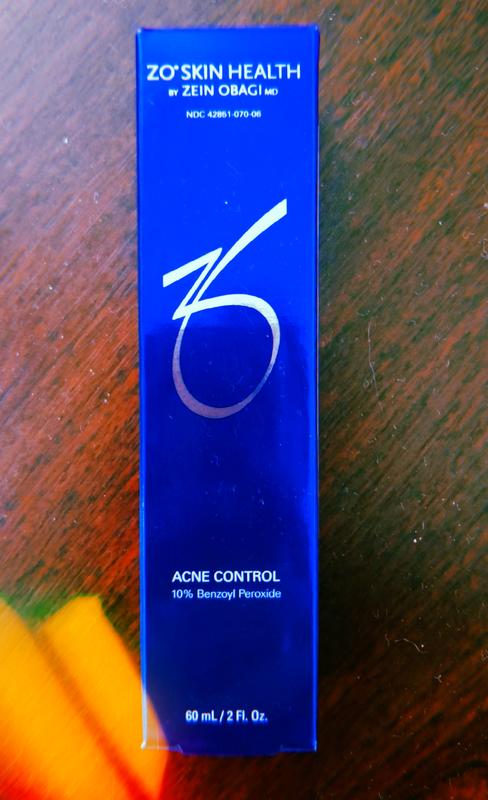 ZO® SKIN HEALTH
BY ZEIN OBAGI MD
NDC 42851-070-06
ZO
ACNE CONTROL
10% Benzoyl Peroxide
60 mL / 2 Fl. Oz.